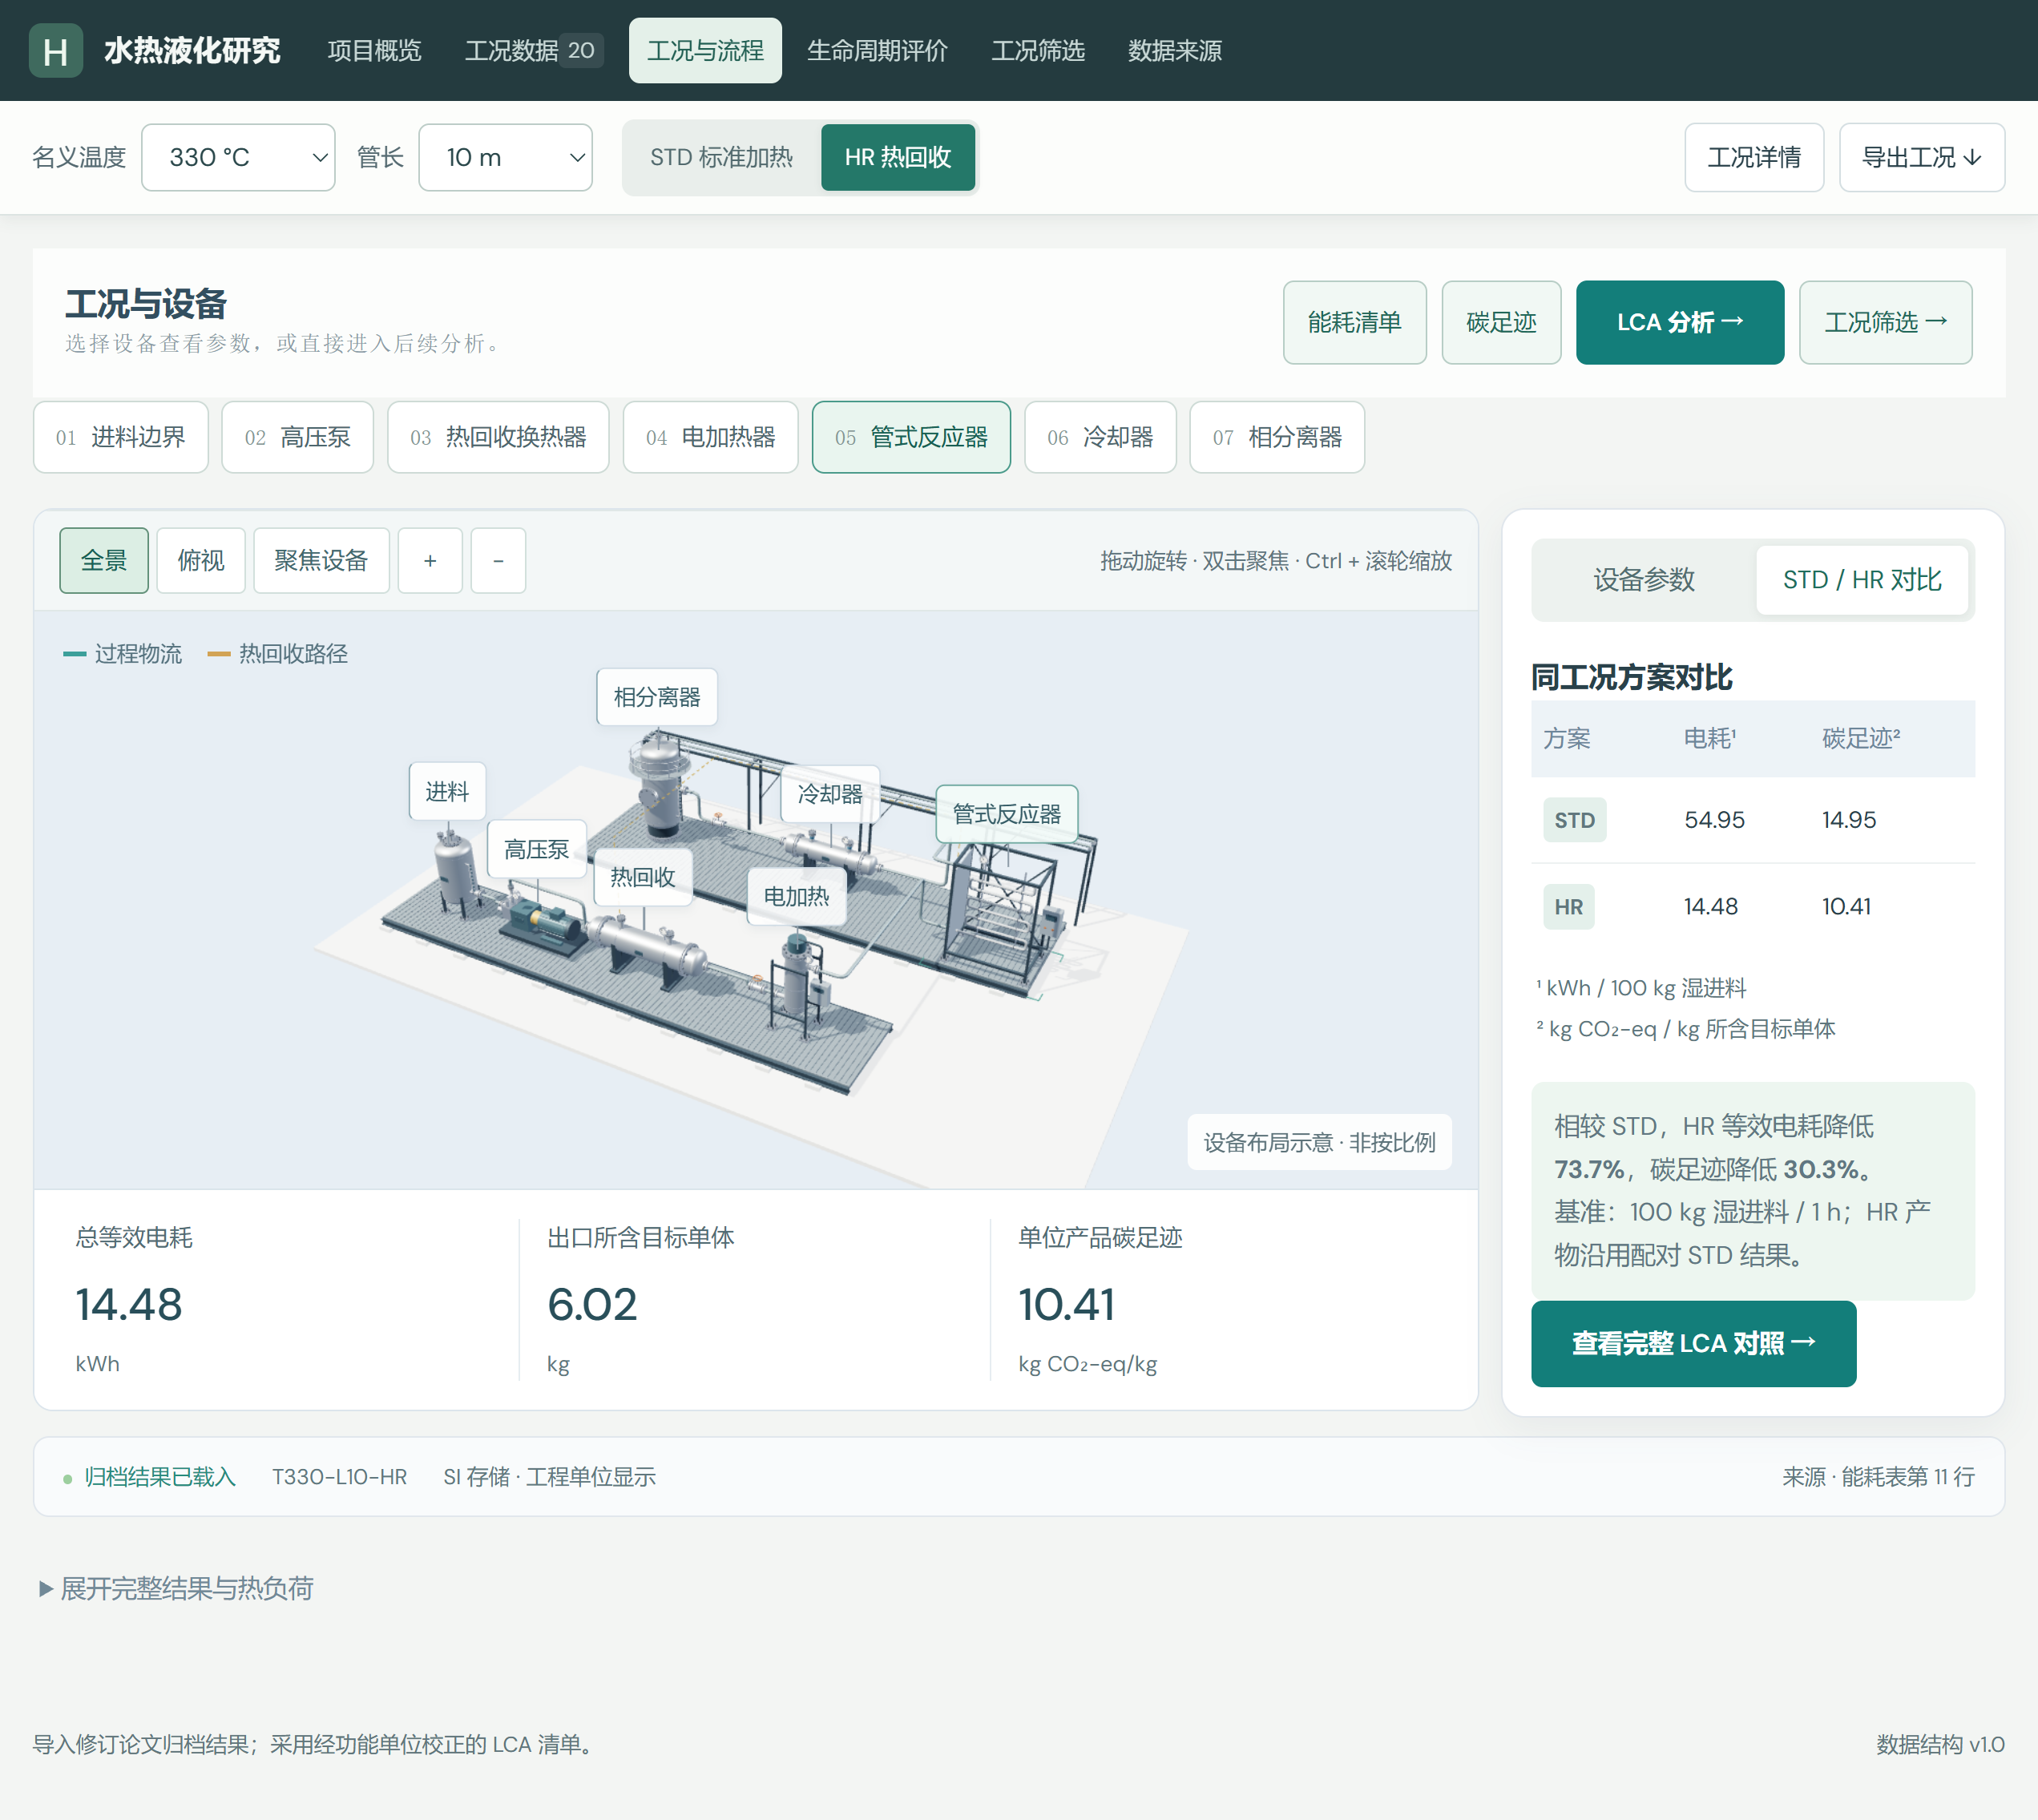 H 水热液化研究 项目概览 工况数据 20 工况与流程 生命周期评价 工况筛选 数据来源
名义温度 330 °C 管长 10 m STD 标准加热 HR 热回收 工况详情 导出工况 ↓
工况与设备
选择设备查看参数，或直接进入后续分析。
能耗清单 碳足迹 LCA 分析 → 工况筛选 →
01 进料边界 02 高压泵 03 热回收换热器 04 电加热器 05 管式反应器 06 冷却器 07 相分离器
全景 俯视 聚焦设备 + − 拖动旋转 · 双击聚焦 · Ctrl + 滚轮缩放
过程物流 热回收路径
相分离器
进料
冷却器
管式反应器
高压泵
热回收
电加热
设备布局示意 · 非按比例
总等效电耗
14.48
kWh
出口所含目标单体
6.02
kg
单位产品碳足迹
10.41
kg CO₂-eq/kg
设备参数 STD / HR 对比
同工况方案对比
方案 电耗¹ 碳足迹²
STD 54.95 14.95
HR 14.48 10.41
¹ kWh / 100 kg 湿进料
² kg CO₂-eq / kg 所含目标单体
相较 STD，HR 等效电耗降低
73.7%，碳足迹降低 30.3%。
基准：100 kg 湿进料 / 1 h；HR 产
物沿用配对 STD 结果。
查看完整 LCA 对照 →
归档结果已载入 T330-L10-HR SI 存储 · 工程单位显示 来源 · 能耗表第 11 行
▶ 展开完整结果与热负荷
导入修订论文归档结果；采用经功能单位校正的 LCA 清单。 数据结构 v1.0